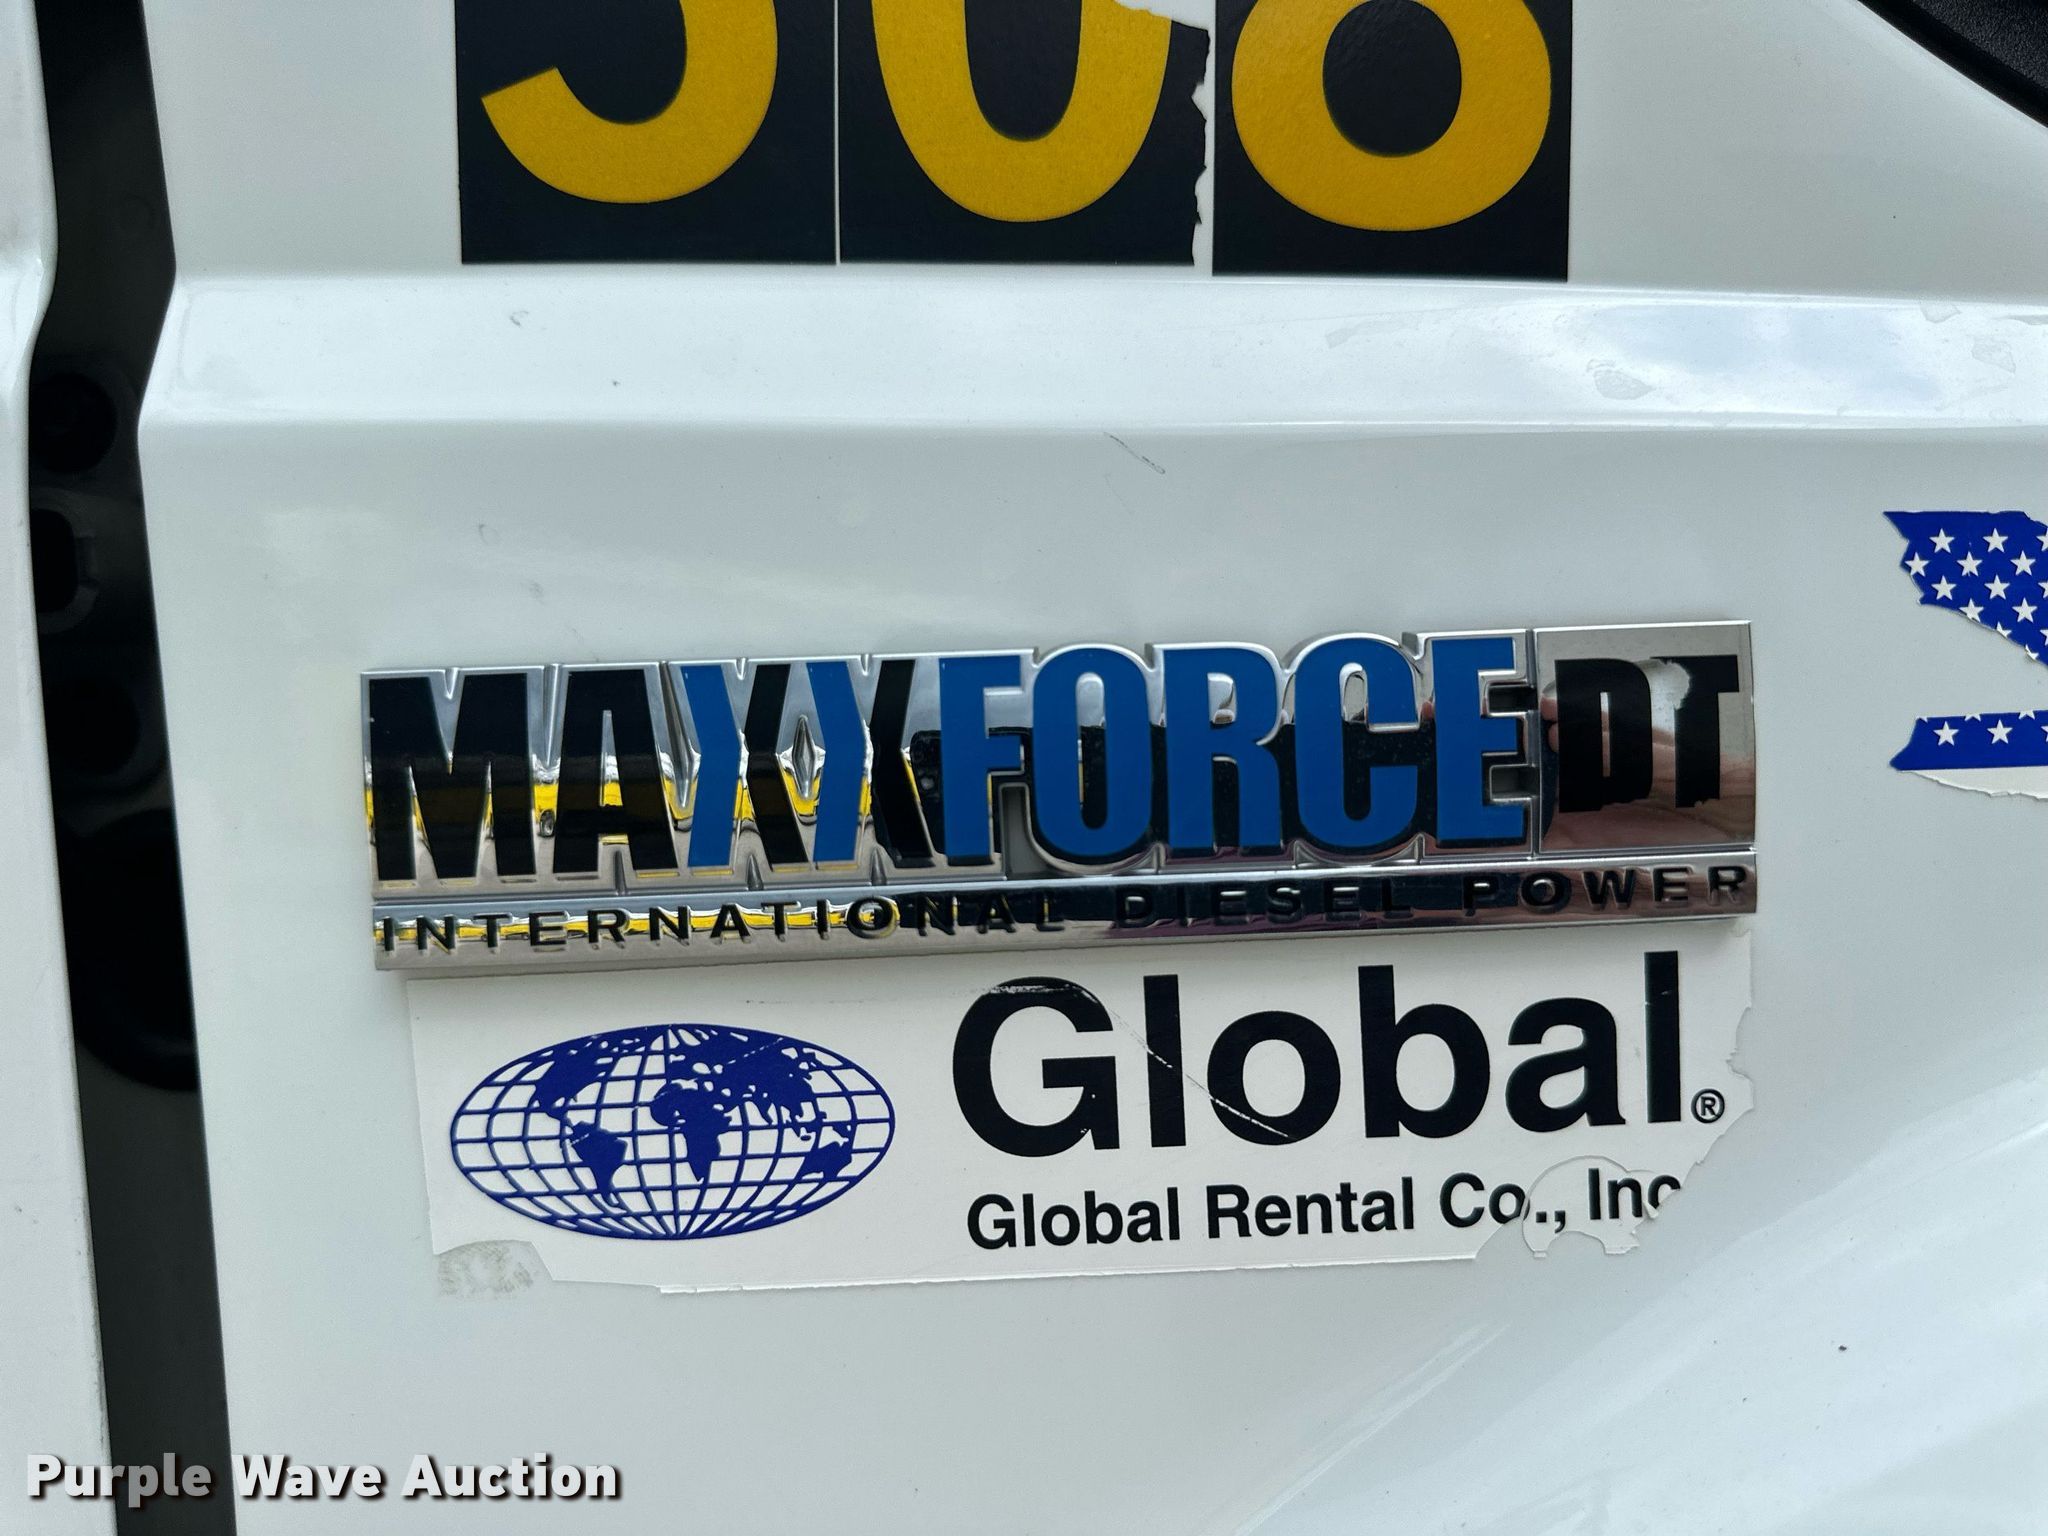 MAXXFORCE DT
INTERNATIONAL DIESEL POWER
Global®
Global Rental Co., Inc
Purple Wave Auction